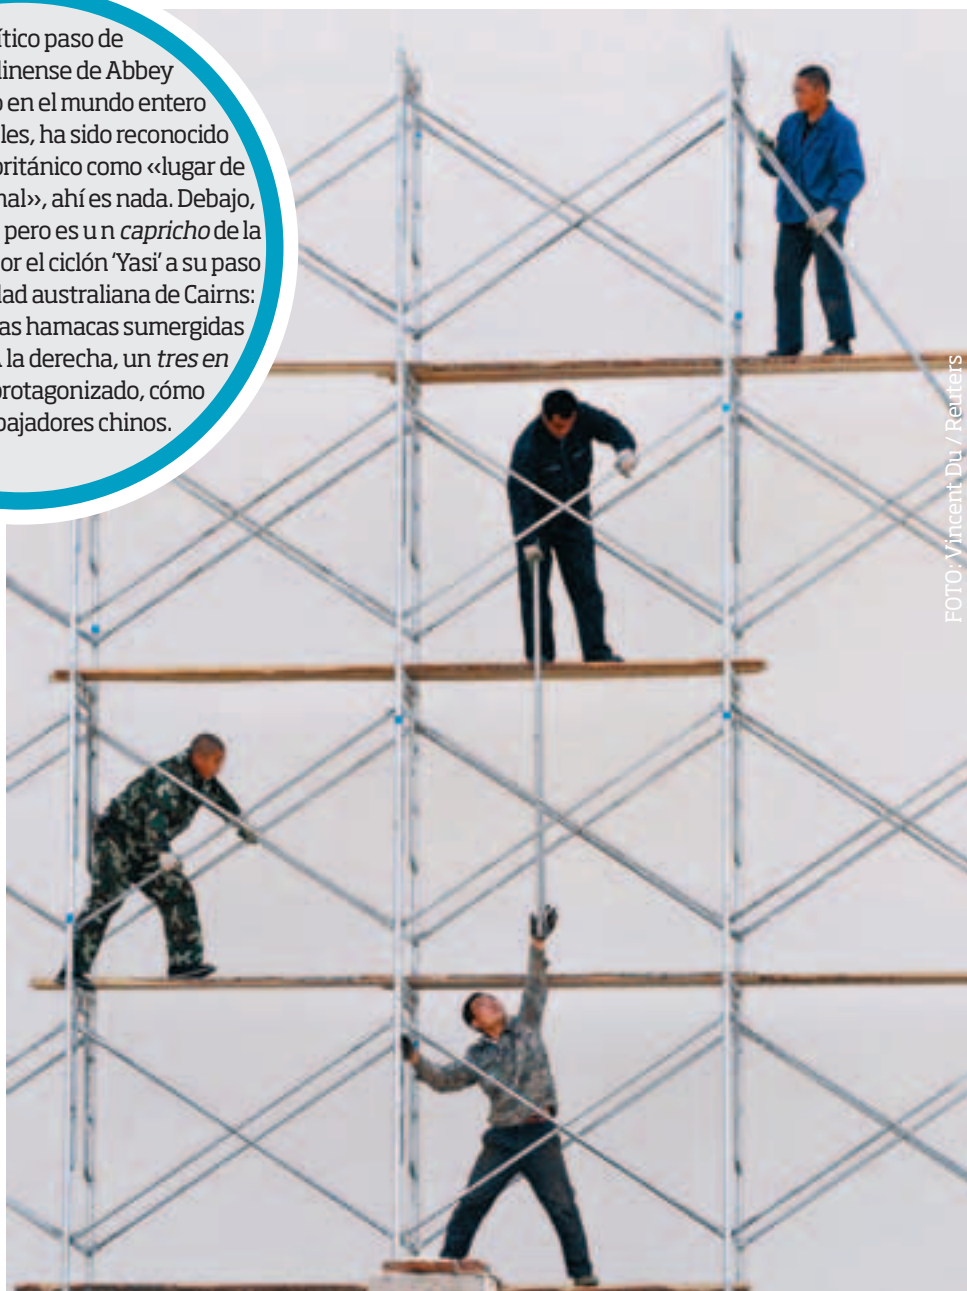 ítico paso de
linense de Abbey
o en el mundo entero
les, ha sido reconocido
británico como «lugar de
nal», ahí es nada. Debajo,
pero es u n capricho de la
or el ciclón ‘Yasi’ a su paso
dad australiana de Cairns:
as hamacas sumergidas
A la derecha, un tres en
protagonizado, cómo
bajadores chinos.
FOTO: Vincent Du / Reuters